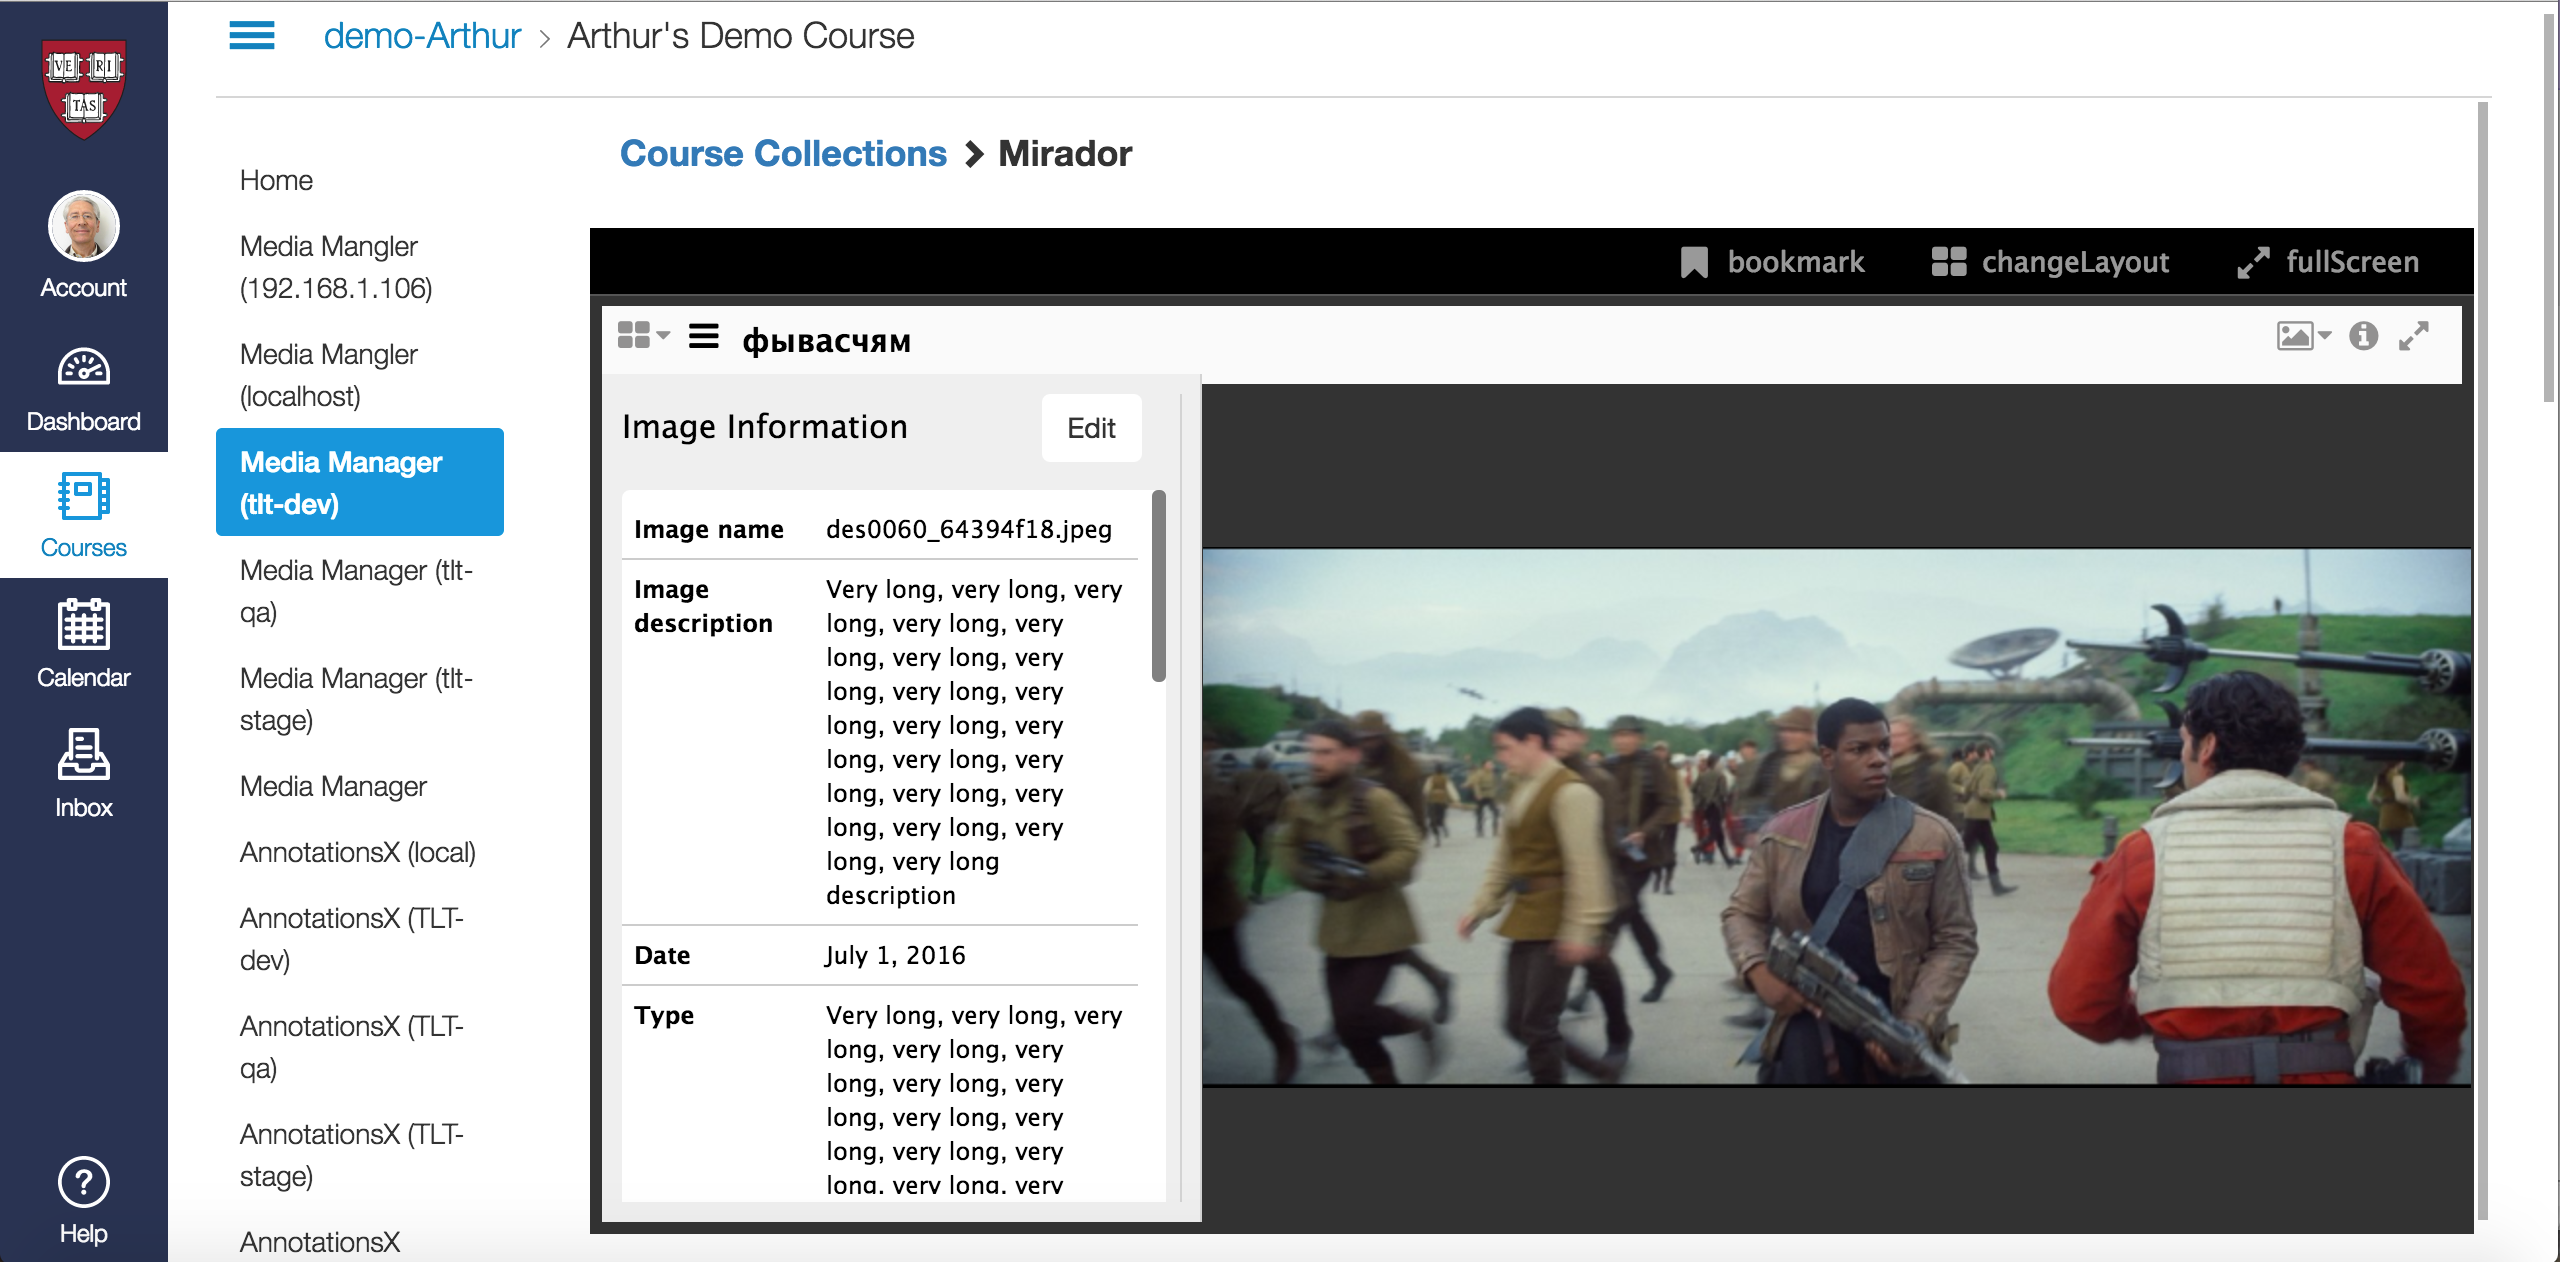 demo-Arthur > Arthur's Demo Course
VE RI
TAS
Account
Dashboard
Courses
Calendar
Inbox
Help
Home
Media Mangler
(192.168.1.106)
Media Mangler
(localhost)
Media Manager
(tlt-dev)
Media Manager (tlt-
qa)
Media Manager (tlt-
stage)
Media Manager
AnnotationsX (local)
AnnotationsX (TLT-
dev)
AnnotationsX (TLT-
qa)
AnnotationsX (TLT-
stage)
AnnotationsX
Course Collections > Mirador
bookmark changeLayout fullScreen
фывасчям
Image Information Edit
Image name des0060_64394f18.jpeg
Image Very long, very long, very
description long, very long, very
long, very long, very
long, very long, very
long, very long, very
long, very long, very
long, very long, very
long, very long, very
long, very long
description
Date July 1, 2016
Type Very long, very long, very
long, very long, very
long, very long, very
long, very long, very
long, very long, very
long, very long, very